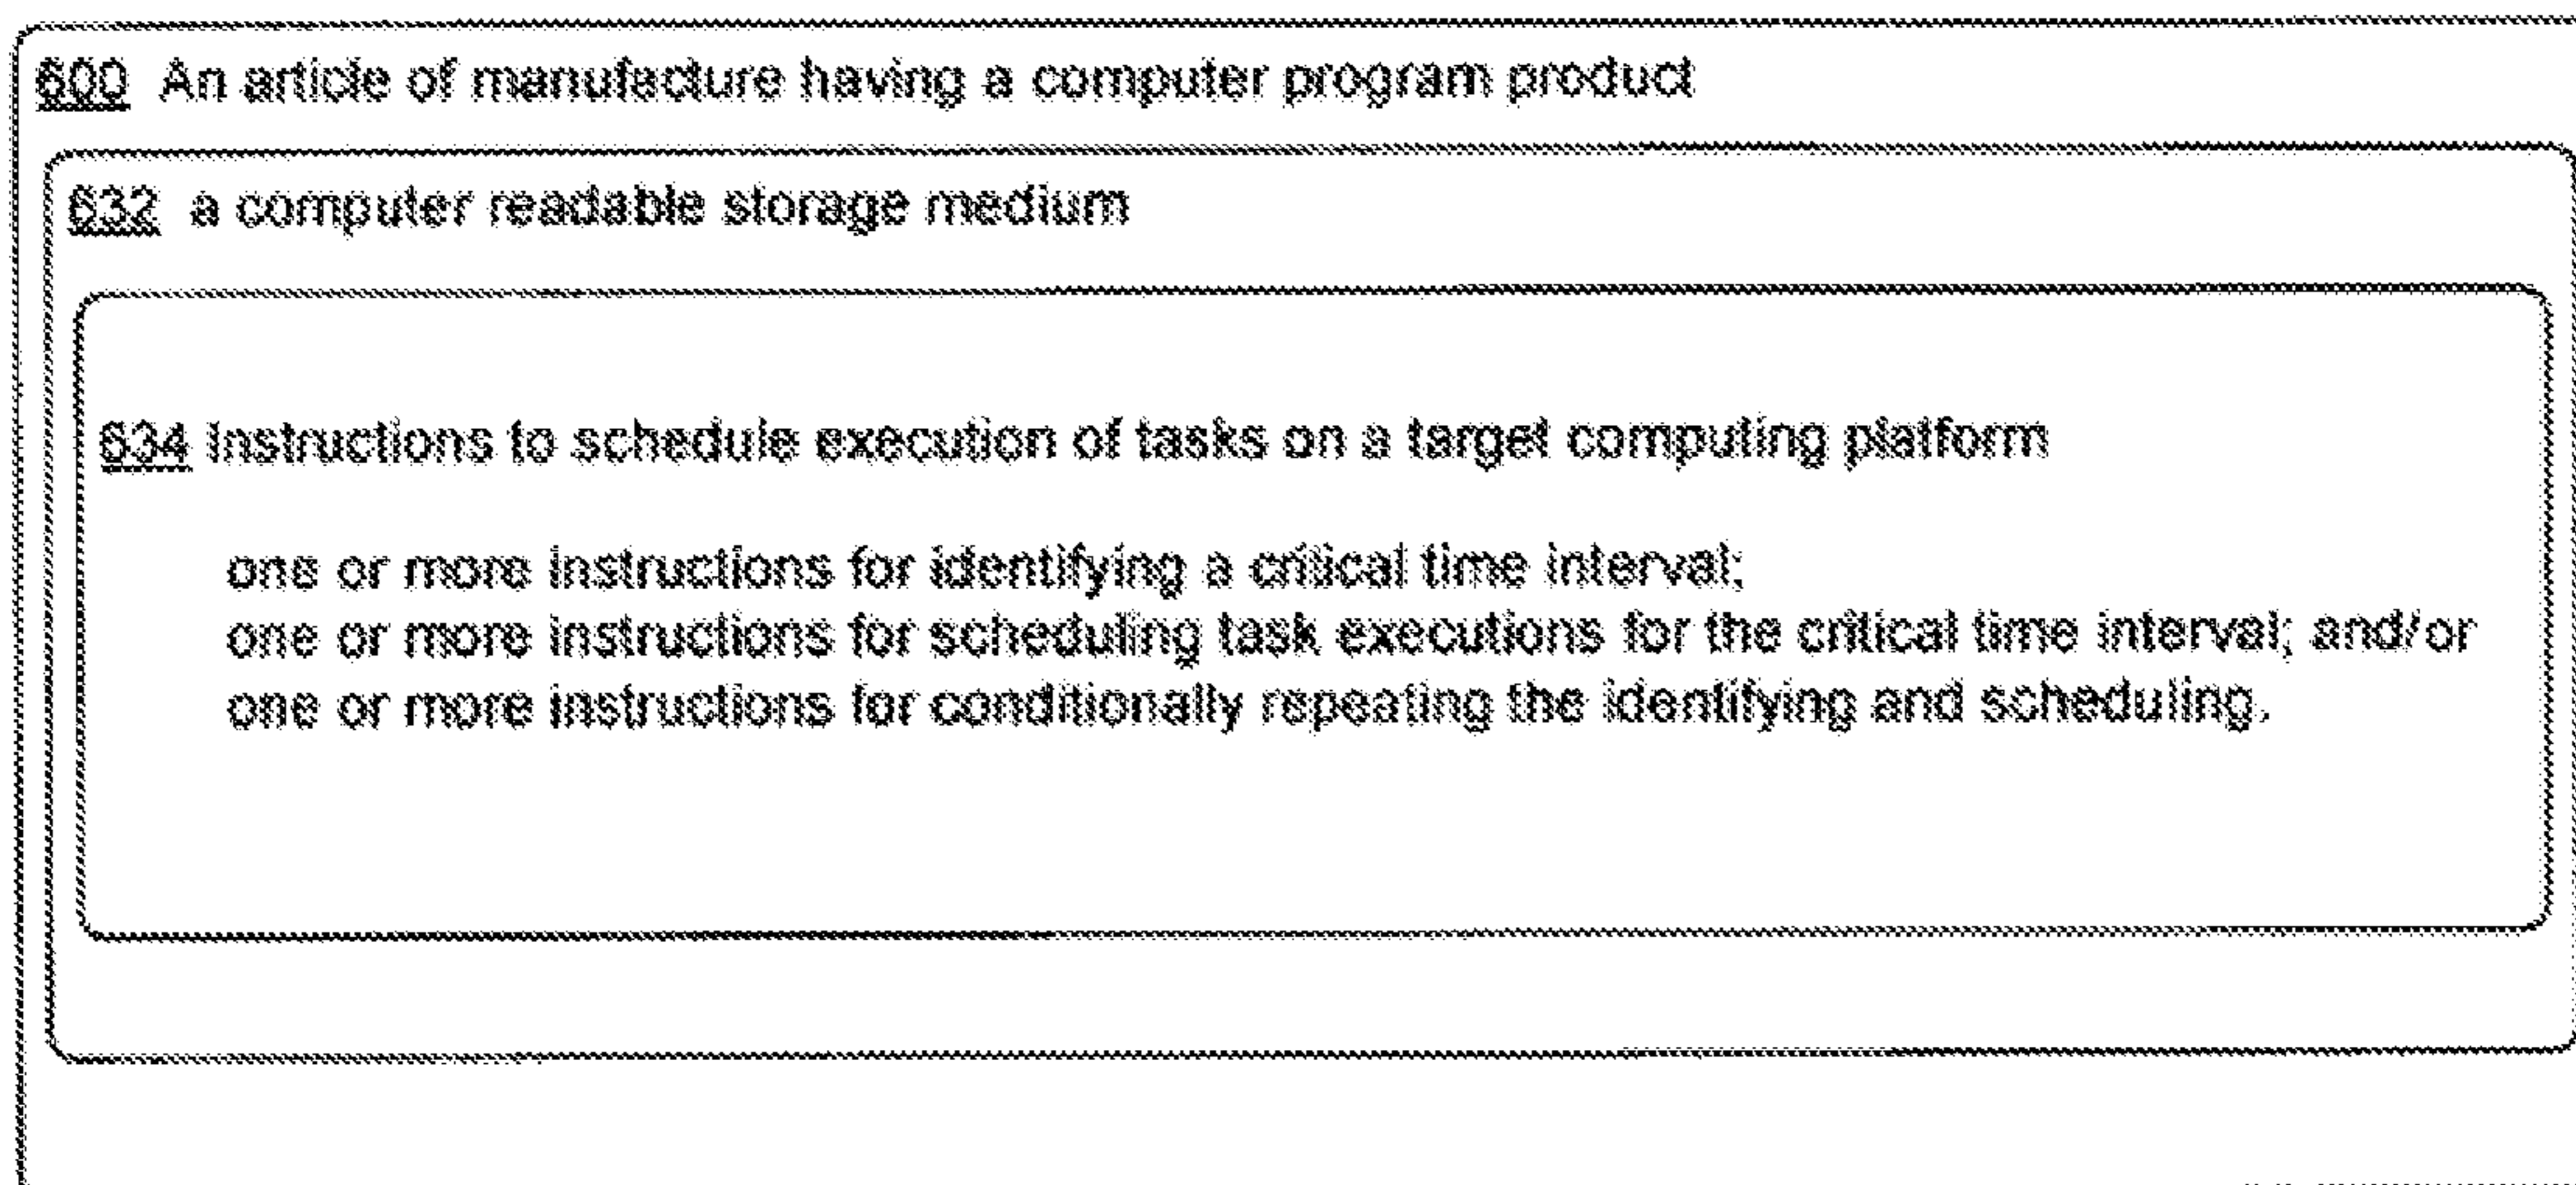 600 An article of manufacture having a computer program product
632 a computer readable storage medium
634 Instructions to schedule execution of tasks on a target computing platform
one or more instructions for identifying a critical time interval;
one or more instructions for scheduling task executions for the critical time interval; and/or
one or more instructions for conditionally repeating the identifying and scheduling.